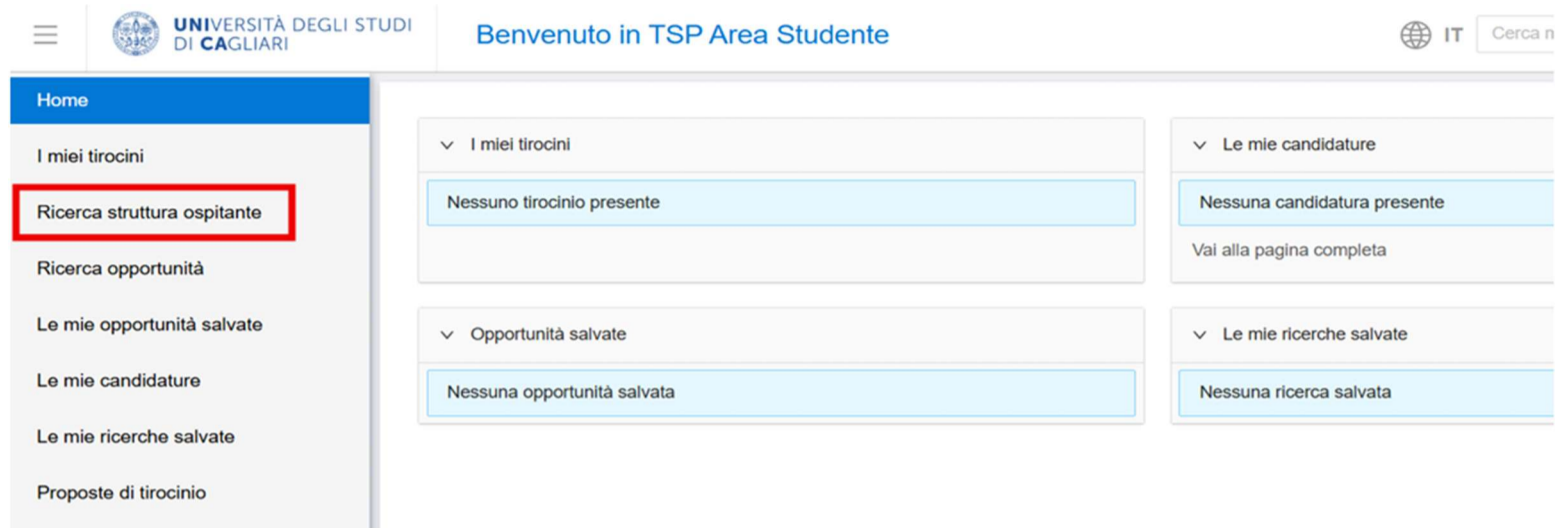 UNIVERSITÀ DEGLI STUDI
DI CAGLIARI
Benvenuto in TSP Area Studente
IT
Cerca
Home
I miei tirocini
Ricerca struttura ospitante
Ricerca opportunità
Le mie opportunità salvate
Le mie candidature
Le mie ricerche salvate
Proposte di tirocinio
I miei tirocini
Nessuno tirocinio presente
Le mie candidature
Nessuna candidatura presente
Vai alla pagina completa
Opportunità salvate
Nessuna opportunità salvata
Le mie ricerche salvate
Nessuna ricerca salvata